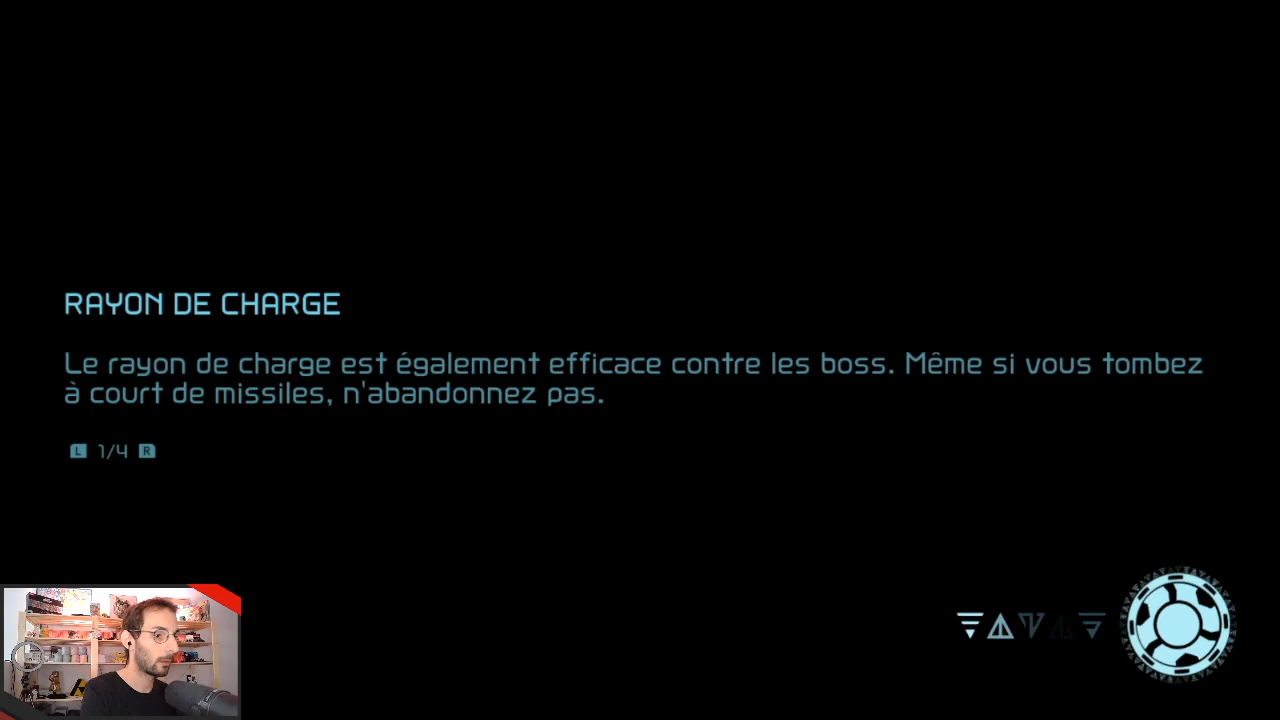 RAYON DE CHARGE
Le rayon de charge est également efficace contre les boss. Même si vous tombez
à court de missiles, n'abandonnez pas.
L 1/4 R